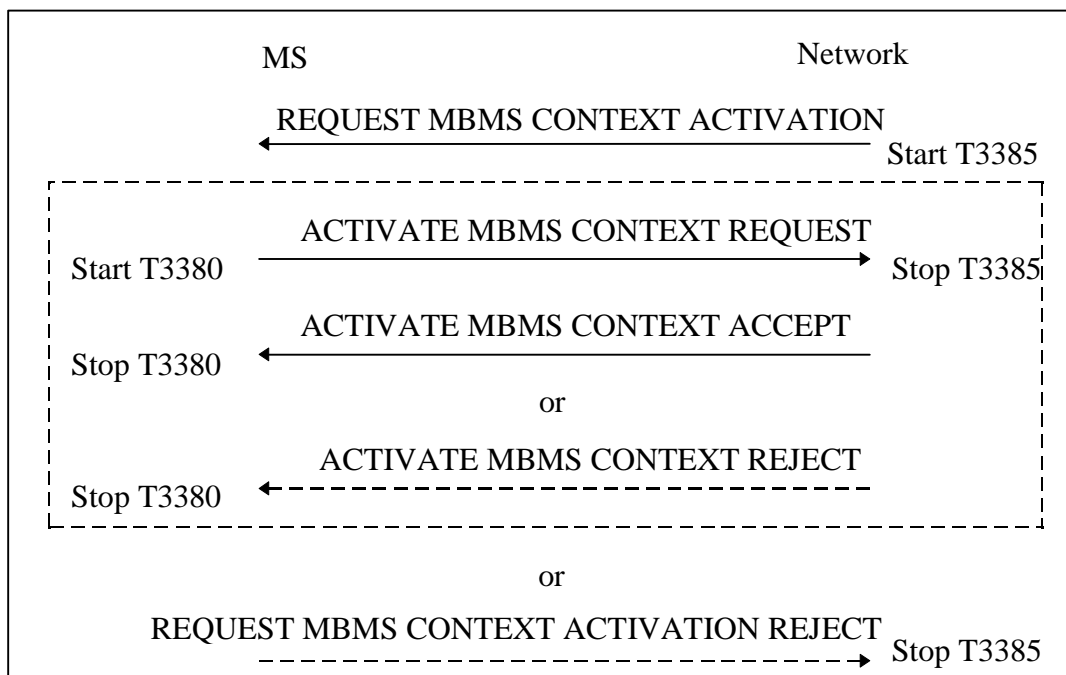 MS Network
REQUEST MBMS CONTEXT ACTIVATION
Start T3385
ACTIVATE MBMS CONTEXT REQUEST
Start T3380 Stop T3385
ACTIVATE MBMS CONTEXT ACCEPT
Stop T3380
or
ACTIVATE MBMS CONTEXT REJECT
Stop T3380
or
REQUEST MBMS CONTEXT ACTIVATION REJECT
Stop T3385